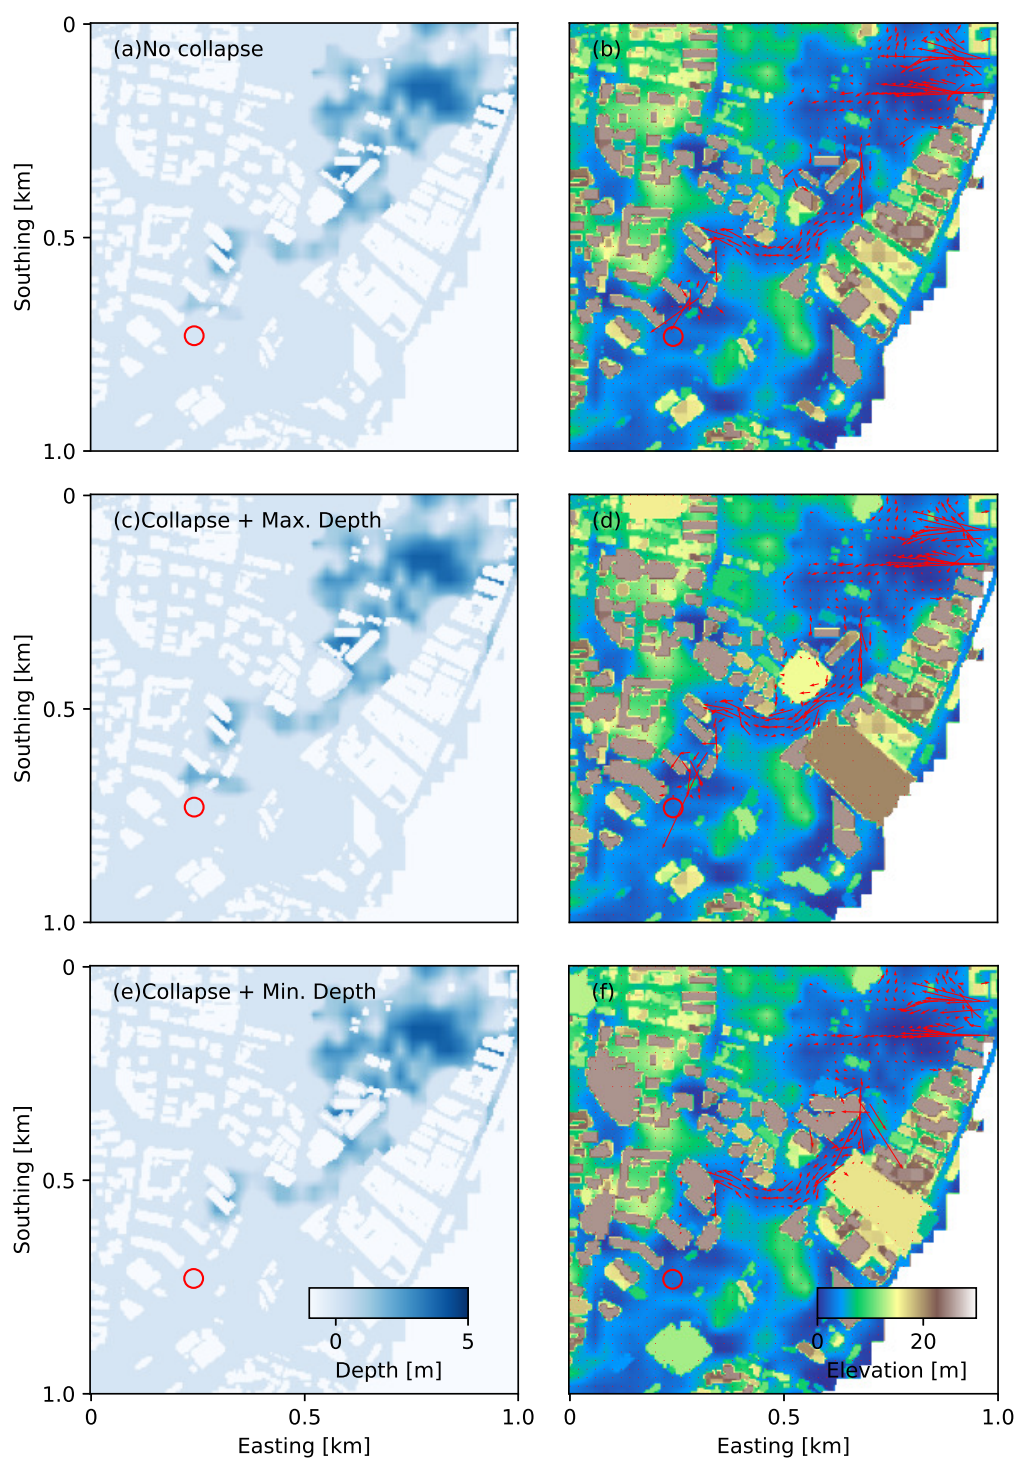 0
(a)No collapse
(b)
Southing [km]
0.5
1.0
0
(c)Collapse + Max. Depth
(d)
Southing [km]
0.5
1.0
0
(e)Collapse + Min. Depth
(f)
Southing [km]
0.5
0 5
Depth [m]
0 20
Elevation [m]
1.0
0 0.5 1.0
Easting [km]
0 0.5 1.0
Easting [km]